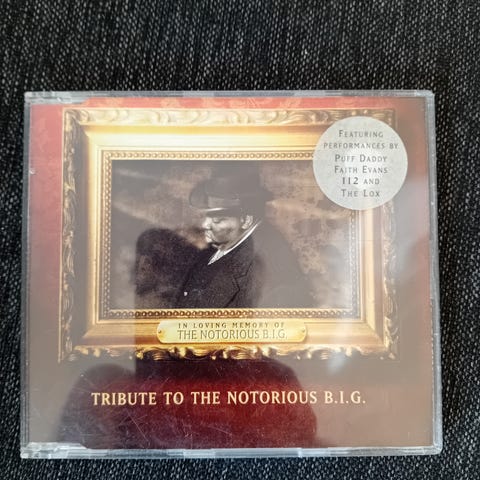 FEATURING
PERFORMANCES BY
PUFF DADDY
FAITH EVANS
112 AND
THE LOX
IN LOVING MEMORY OF
THE NOTORIOUS B.I.G.
TRIBUTE TO THE NOTORIOUS B.I.G.